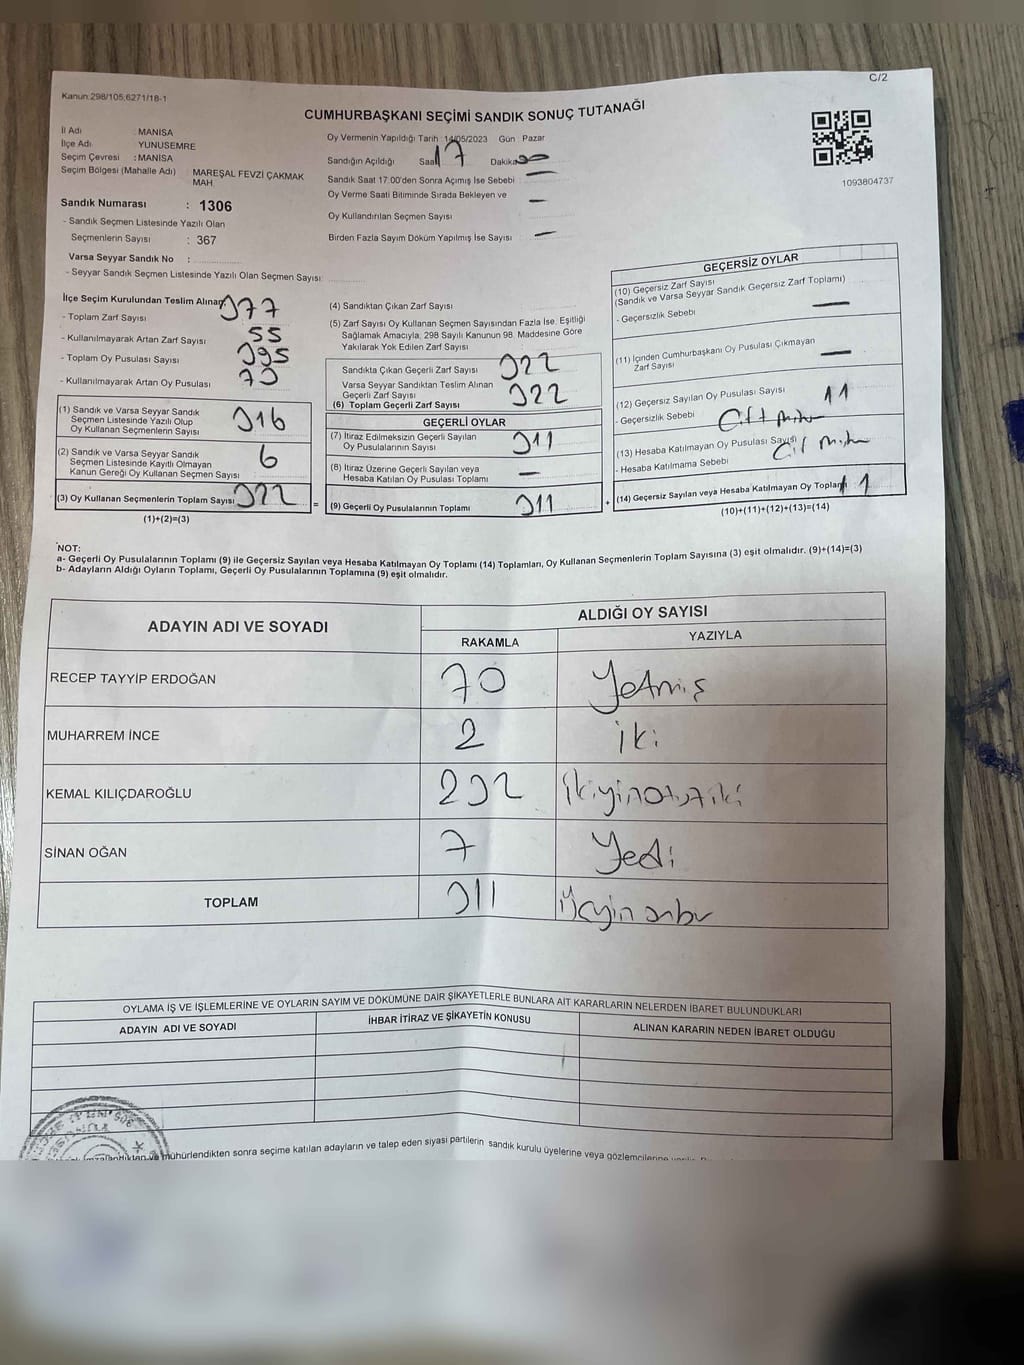 C/2
Kanun:298/105;6271/18-1
CUMHURBAŞKANI SEÇİMİ SANDIK SONUÇ TUTANAĞI
İl Adı : MANİSA
İlçe Adı : YUNUSEMRE
Seçim Çevresi : MANİSA
Seçim Bölgesi (Mahalle Adı) : MAREŞAL FEVZİ ÇAKMAK
MAH.
Sandık Numarası : 1306
- Sandık Seçmen Listesinde Yazılı Olan
Seçmenlerin Sayısı : 367
Varsa Seyyar Sandık No :
- Seyyar Sandık Seçmen Listesinde Yazılı Olan Seçmen Sayısı:
Oy Vermenin Yapıldığı Tarih 14/05/2023 Gün Pazar
Sandığın Açıldığı Saat 17 Dakika 00
Sandık Saat 17:00'den Sonra Açımış İse Sebebi : —
Oy Verme Saati Bitiminde Sırada Bekleyen ve —
Oy Kullandırılan Seçmen Sayısı
Birden Fazla Sayım Döküm Yapılmış İse Sayısı —
1093804737
İlçe Seçim Kurulundan Teslim Alınan
- Toplam Zarf Sayısı 377
- Kullanılmayarak Artan Zarf Sayısı 55
- Toplam Oy Pusulası Sayısı 395
- Kullanılmayarak Artan Oy Pusulası 73
(1) Sandık ve Varsa Seyyar Sandık
Seçmen Listesinde Yazılı Olup
Oy Kullanan Seçmenlerin Sayısı 316
(2) Sandık ve Varsa Seyyar Sandık
Seçmen Listesinde Kayıtlı Olmayan
Kanun Gereği Oy Kullanan Seçmen Sayısı 6
(3) Oy Kullanan Seçmenlerin Toplam Sayısı 322 =
(1)+(2)=(3)
(4) Sandıktan Çıkan Zarf Sayısı
(5) Zarf Sayısı Oy Kullanan Seçmen Sayısından Fazla İse, Eşitliği
Sağlamak Amacıyla, 298 Sayılı Kanunun 98. Maddesine Göre
Yakılarak Yok Edilen Zarf Sayısı
Sandıkta Çıkan Geçerli Zarf Sayısı 322
Varsa Seyyar Sandıktan Teslim Alınan
Geçerli Zarf Sayısı
(6) Toplam Geçerli Zarf Sayısı 322
GEÇERLİ OYLAR
(7) İtiraz Edilmeksizin Geçerli Sayılan
Oy Pusulalarının Sayısı 311
(8) İtiraz Üzerine Geçerli Sayılan veya
Hesaba Katılan Oy Pusulası Toplamı —
(9) Geçerli Oy Pusulalarının Toplamı 311 +
GEÇERSİZ OYLAR
(10) Geçersiz Zarf Sayısı
(Sandık ve Varsa Seyyar Sandık Geçersiz Zarf Toplamı)
- Geçersizlik Sebebi —
(11) İçinden Cumhurbaşkanı Oy Pusulası Çıkmayan
Zarf Sayısı —
(12) Geçersiz Sayılan Oy Pusulası Sayısı 11
- Geçersizlik Sebebi
(13) Hesaba Katılmayan Oy Pusulası Sayısı
- Hesaba Katılmama Sebebi
(14) Geçersiz Sayılan veya Hesaba Katılmayan Oy Toplamı 11
(10)+(11)+(12)+(13)=(14)
NOT:
a- Geçerli Oy Pusulalarının Toplamı (9) ile Geçersiz Sayılan veya Hesaba Katılmayan Oy Toplamı (14) Toplamları, Oy Kullanan Seçmenlerin Toplam Sayısına (3) eşit olmalıdır. (9)+(14)=(3)
b- Adayların Aldığı Oyların Toplamı, Geçerli Oy Pusulalarının Toplamına (9) eşit olmalıdır.
ADAYIN ADI VE SOYADI
ALDIĞI OY SAYISI
RAKAMLA YAZIYLA
RECEP TAYYİP ERDOĞAN 70 Yetmiş
MUHARREM İNCE 2 iki
KEMAL KILIÇDAROĞLU 232 ikiyüzotuziki
SİNAN OĞAN 7 Yedi
TOPLAM 311 Üçyüz onbir
OYLAMA İŞ VE İŞLEMLERİNE VE OYLARIN SAYIM VE DÖKÜMÜNE DAİR ŞİKAYETLERLE BUNLARA AİT KARARLARIN NELERDEN İBARET BULUNDUKLARI
ADAYIN ADI VE SOYADI İHBAR İTİRAZ VE ŞİKAYETİN KONUSU ALINAN KARARIN NEDEN İBARET OLDUĞU
mühürlendikten sonra seçime katılan adayların ve talep eden siyasi partilerin sandık kurulu üyelerine veya gözlemcilerine